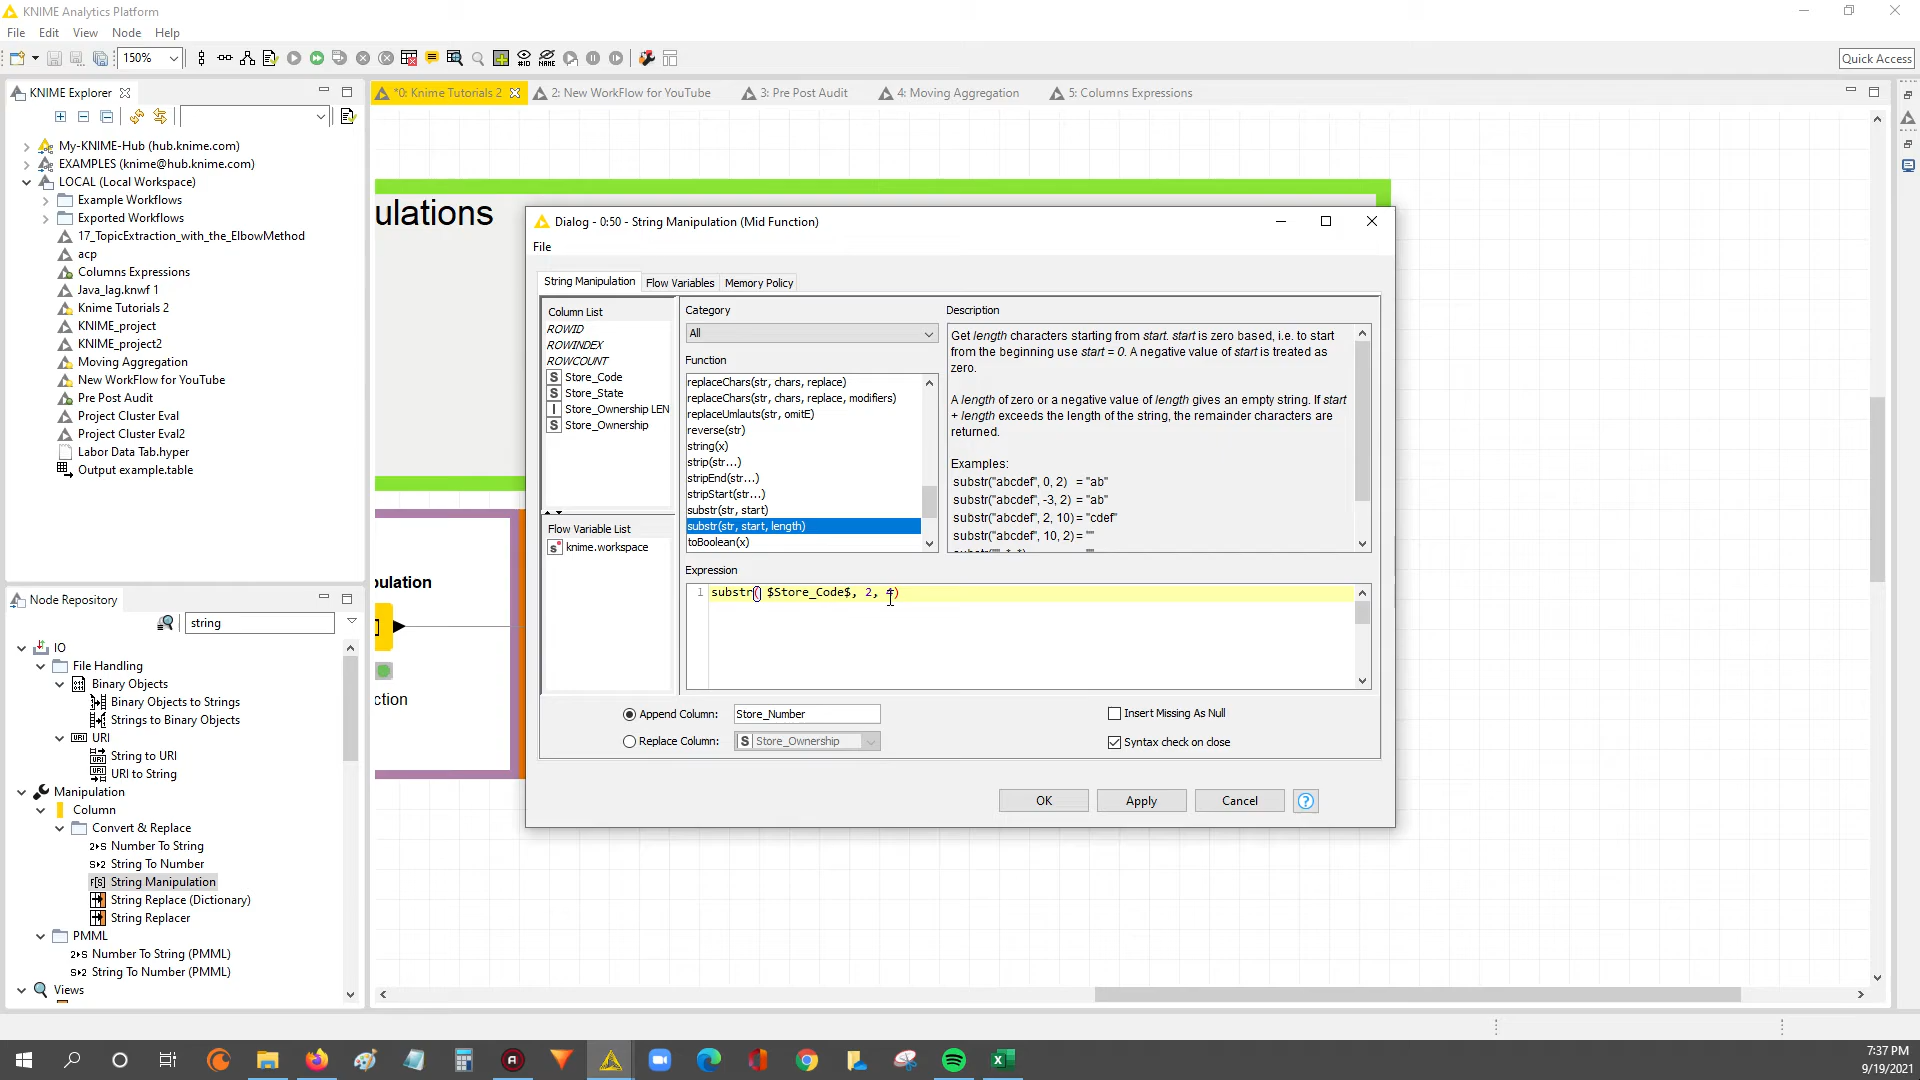 KNIME Analytics Platform
File Edit View Node Help
150%
Quick Access
KNIME Explorer
*0: Knime Tutorials 2
2: New WorkFlow for YouTube
3: Pre Post Audit
4: Moving Aggregation
5: Columns Expressions
My-KNIME-Hub (hub.knime.com)
EXAMPLES (knime@hub.knime.com)
LOCAL (Local Workspace)
Example Workflows
Exported Workflows
17_TopicExtraction_with_the_ElbowMethod
acp
Columns Expressions
Java_lag.knwf 1
Knime Tutorials 2
KNIME_project
KNIME_project2
Moving Aggregation
New WorkFlow for YouTube
Pre Post Audit
Project Cluster Eval
Project Cluster Eval2
Labor Data Tab.hyper
Output example.table
Node Repository
string
IO
File Handling
Binary Objects
Binary Objects to Strings
Strings to Binary Objects
URI
String to URI
URI to String
Manipulation
Column
Convert & Replace
Number To String
String To Number
String Manipulation
String Replace (Dictionary)
String Replacer
PMML
Number To String (PMML)
String To Number (PMML)
Views
ulations
pulation
ction
Dialog - 0:50 - String Manipulation (Mid Function)
File
String Manipulation
Flow Variables
Memory Policy
Column List
ROWID
ROWINDEX
ROWCOUNT
S Store_Code
S Store_State
I Store_Ownership LEN
S Store_Ownership
Flow Variable List
s knime.workspace
Category
All
Function
replaceChars(str, chars, replace)
replaceChars(str, chars, replace, modifiers)
replaceUmlauts(str, omitE)
reverse(str)
string(x)
strip(str...)
stripEnd(str...)
stripStart(str...)
substr(str, start)
substr(str, start, length)
toBoolean(x)
Description
Get length characters starting from start. start is zero based, i.e. to start
from the beginning use start = 0. A negative value of start is treated as
zero.
A length of zero or a negative value of length gives an empty string. If start
+ length exceeds the length of the string, the remainder characters are
returned.
Examples:
substr("abcdef", 0, 2) = "ab"
substr("abcdef", -3, 2) = "ab"
substr("abcdef", 2, 10) = "cdef"
substr("abcdef", 10, 2) = ""
Expression
1 substr( $Store_Code$, 2, )
Append Column: Store_Number
Replace Column: S Store_Ownership
Insert Missing As Null
Syntax check on close
OK Apply Cancel
7:37 PM
9/19/2021